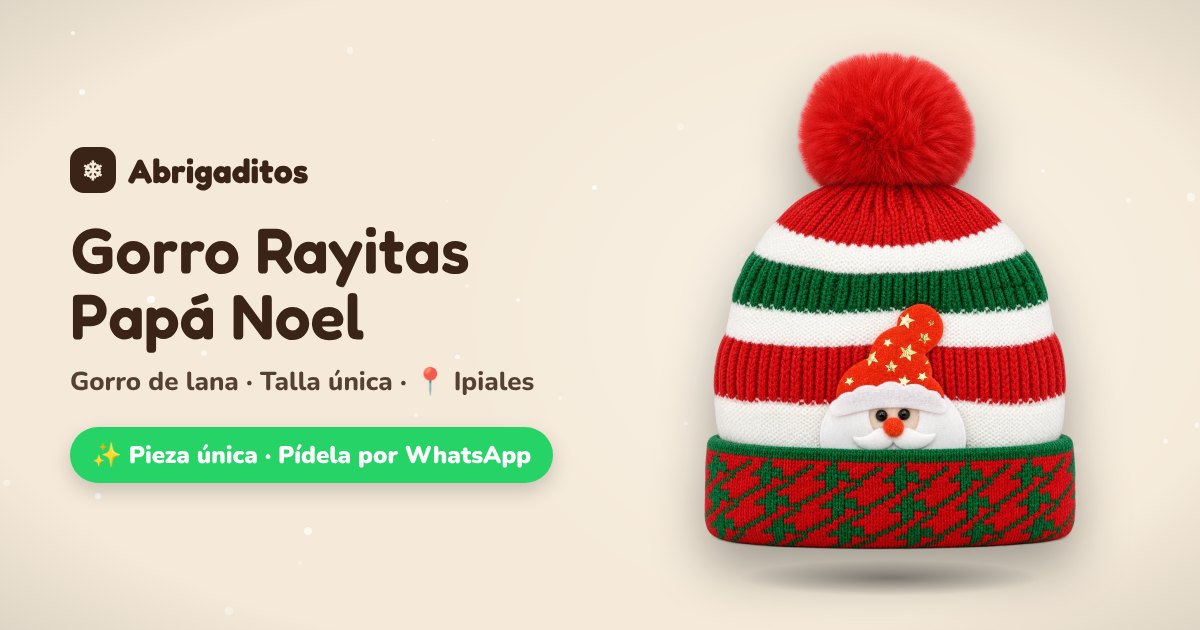 Abrigaditos
Gorro Rayitas
Papá Noel
Gorro de lana · Talla única · 📍 Ipiales
✨ Pieza única · Pídela por WhatsApp